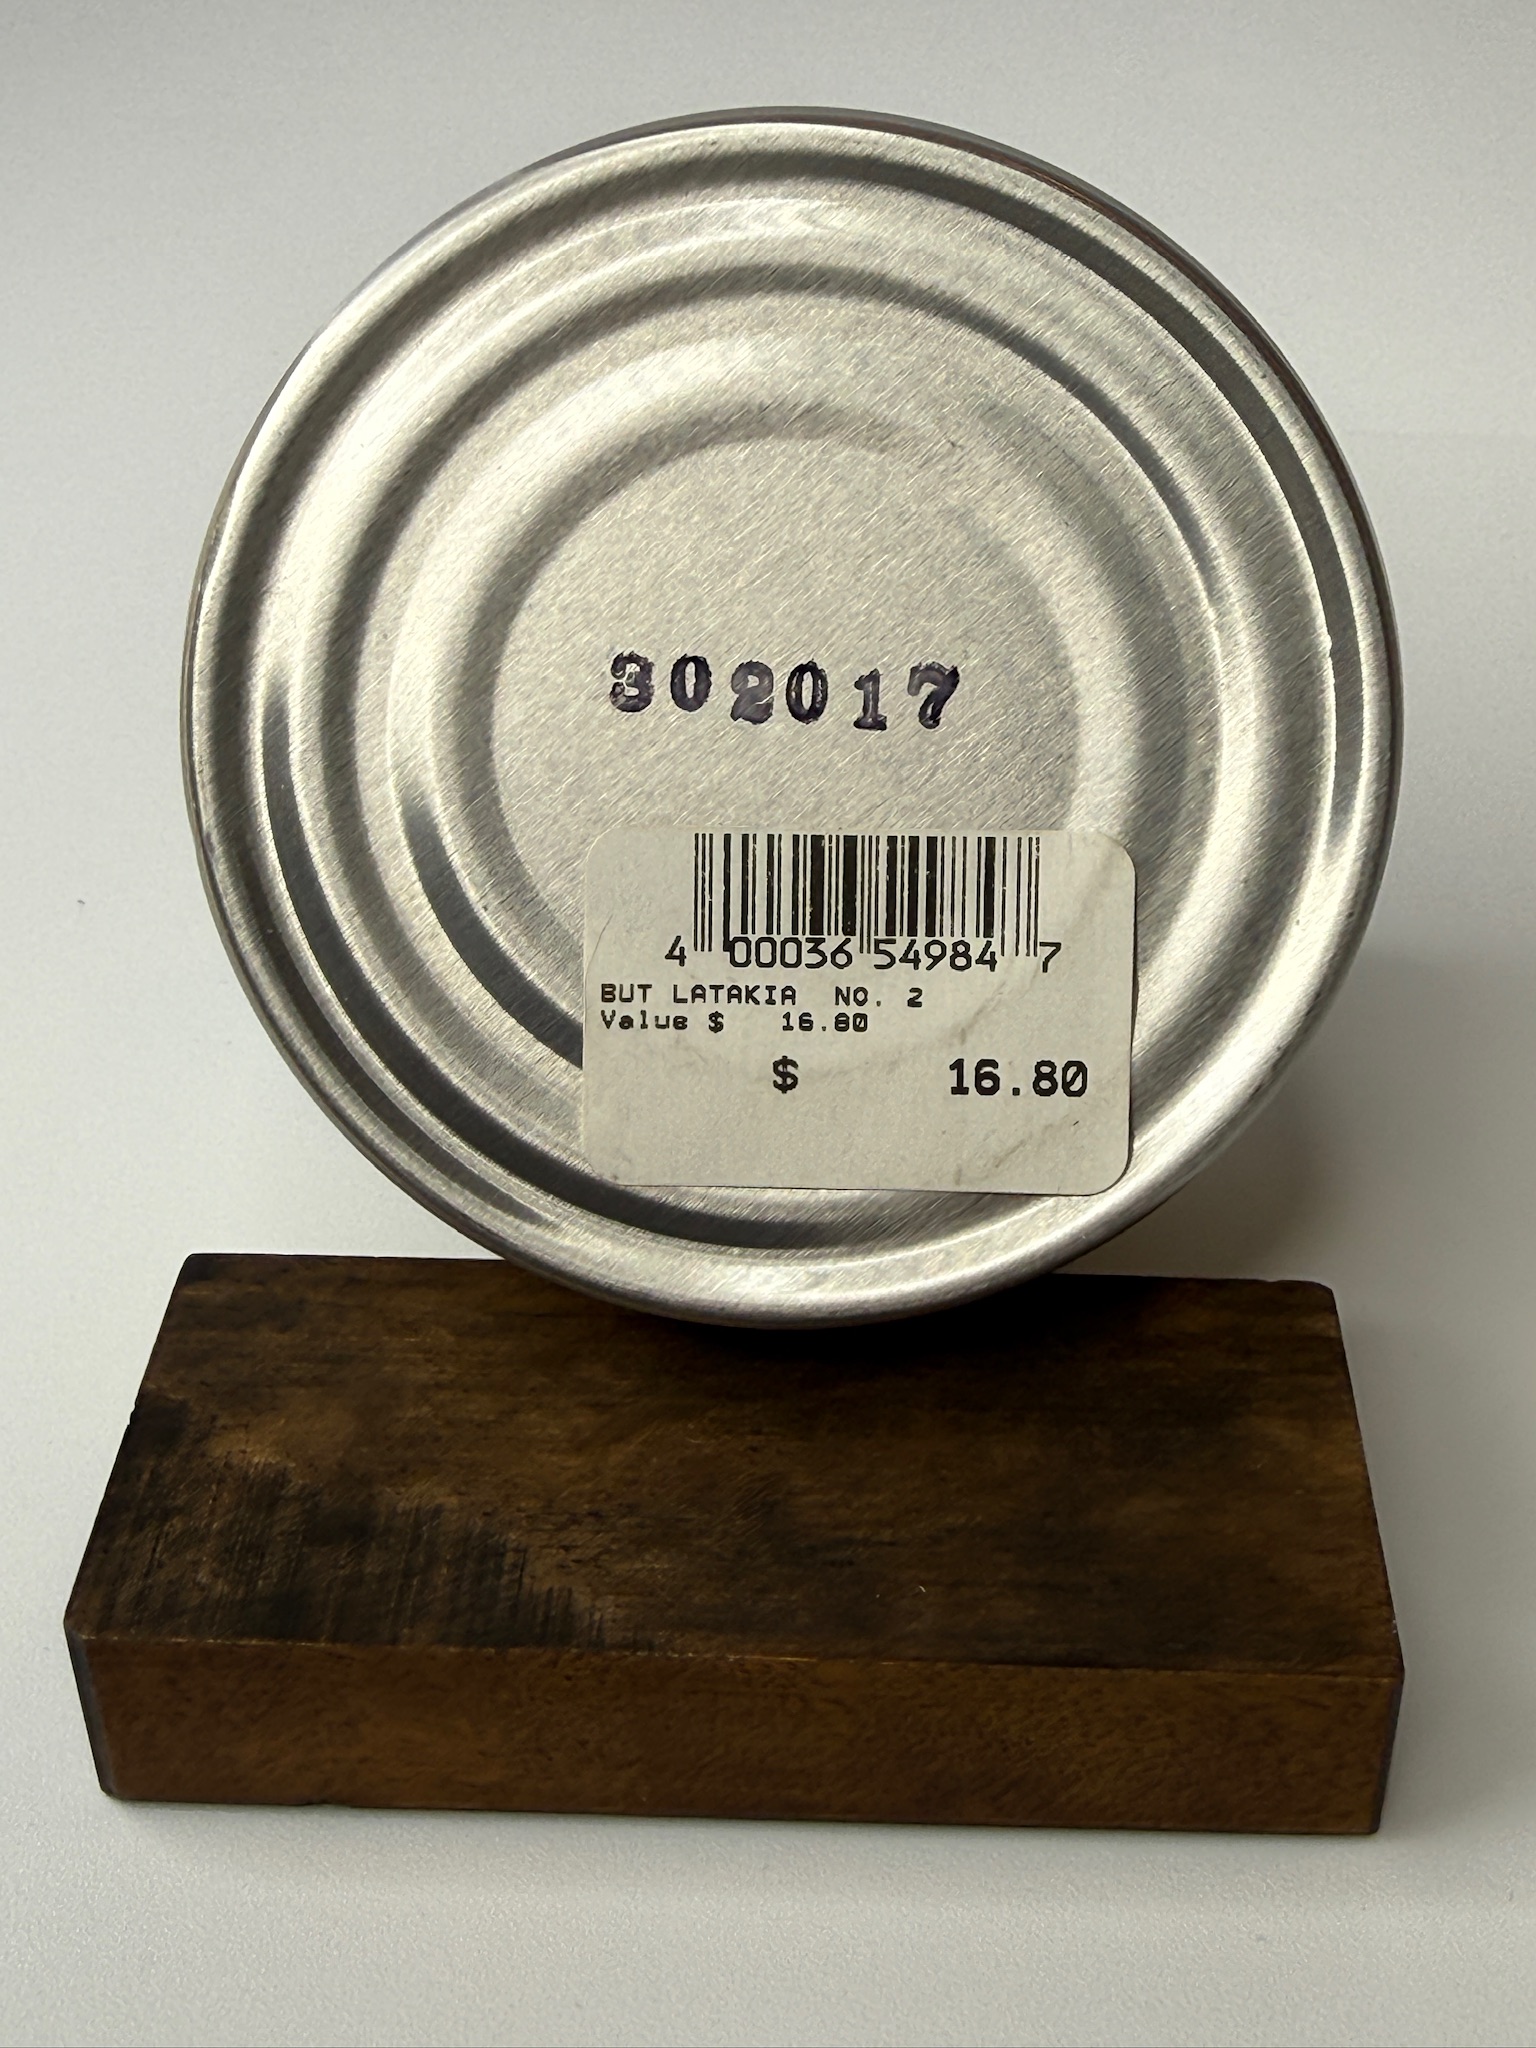 302017
4 00036 54984 7
BUT LATAKIA NO. 2
Value $ 16.80
$ 16.80